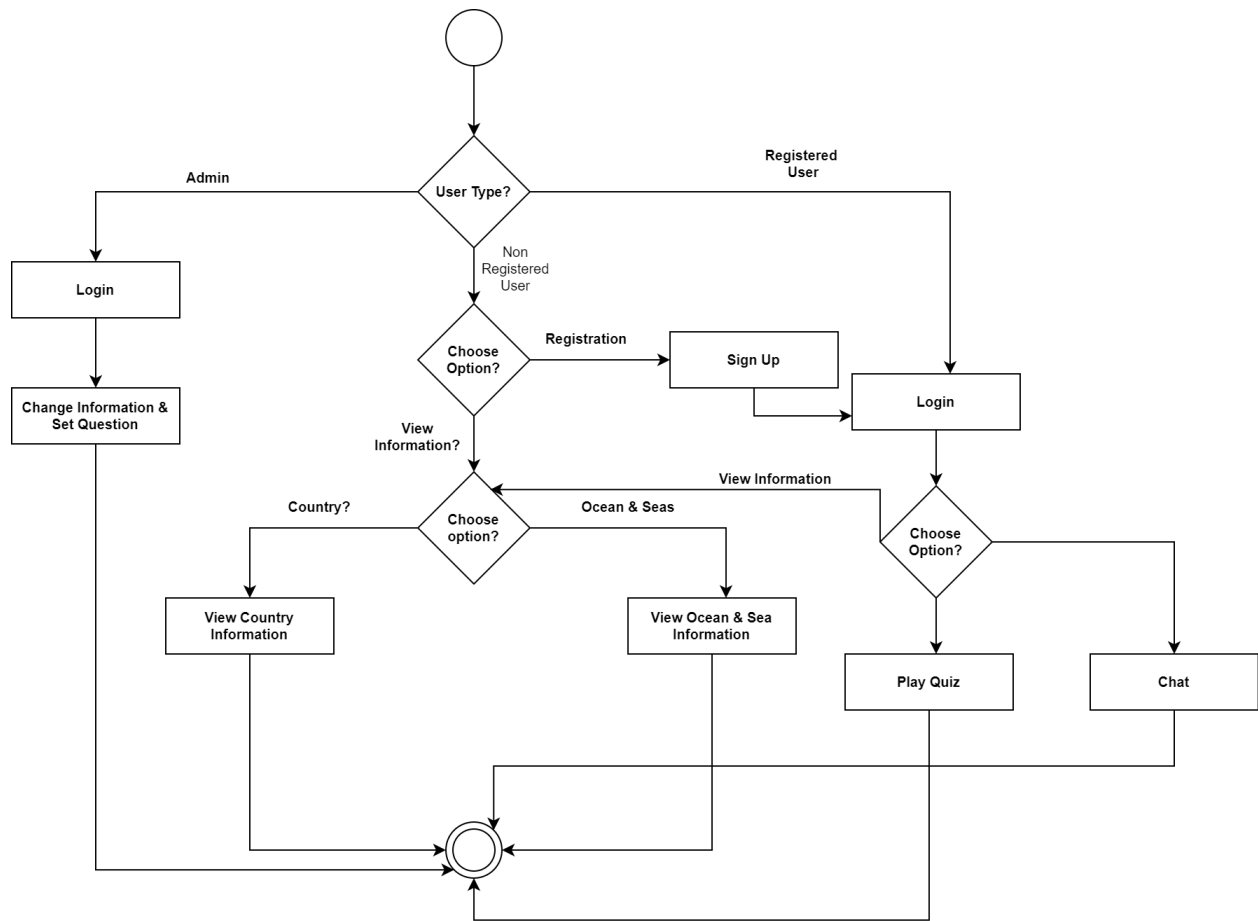 Registered
User
Admin
User Type?
Non
Registered
User
Login
Registration
Choose
Option?
Sign Up
Change Information &
Set Question
Login
View
Information?
View Information
Country?
Ocean & Seas
Choose
option?
Choose
Option?
View Country
Information
View Ocean & Sea
Information
Play Quiz
Chat